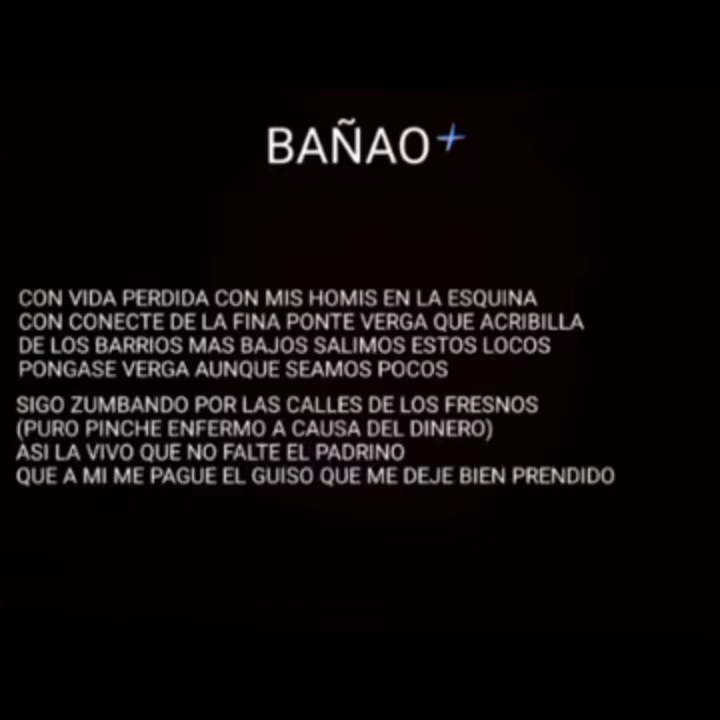 BAÑAO+
CON VIDA PERDIDA CON MIS HOMIS EN LA ESQUINA
CON CONECTE DE LA FINA PONTE VERGA QUE ACRIBILLA
DE LOS BARRIOS MAS BAJOS SALIMOS ESTOS LOCOS
PONGASE VERGA AUNQUE SEAMOS POCOS
SIGO ZUMBANDO POR LAS CALLES DE LOS FRESNOS
(PURO PINCHE ENFERMO A CAUSA DEL DINERO)
ASI LA VIVO QUE NO FALTE EL PADRINO
QUE A MI ME PAGUE EL GUISO QUE ME DEJE BIEN PRENDIDO